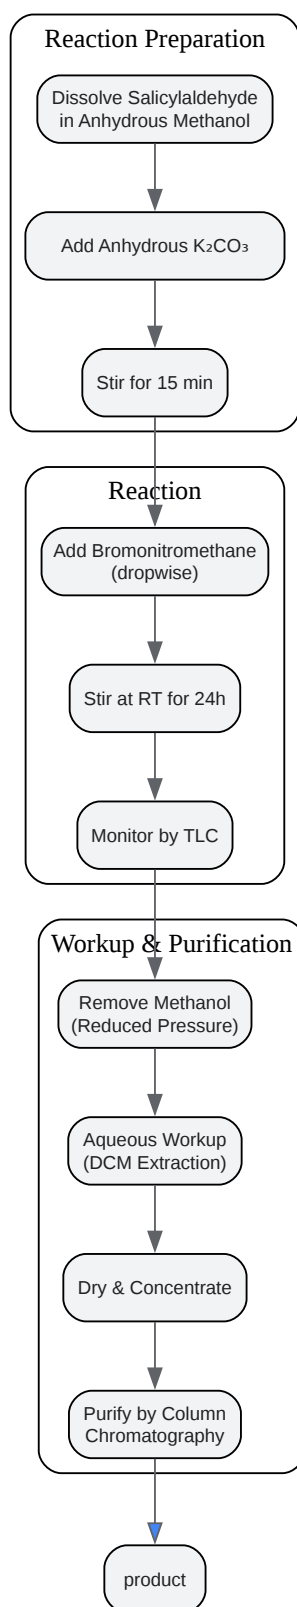 Reaction Preparation
Dissolve Salicylaldehyde
in Anhydrous Methanol
Add Anhydrous K₂CO₃
Stir for 15 min
Reaction
Add Bromonitromethane
(dropwise)
Stir at RT for 24h
Monitor by TLC
Workup & Purification
Remove Methanol
(Reduced Pressure)
Aqueous Workup
(DCM Extraction)
Dry & Concentrate
Purify by Column
Chromatography
product